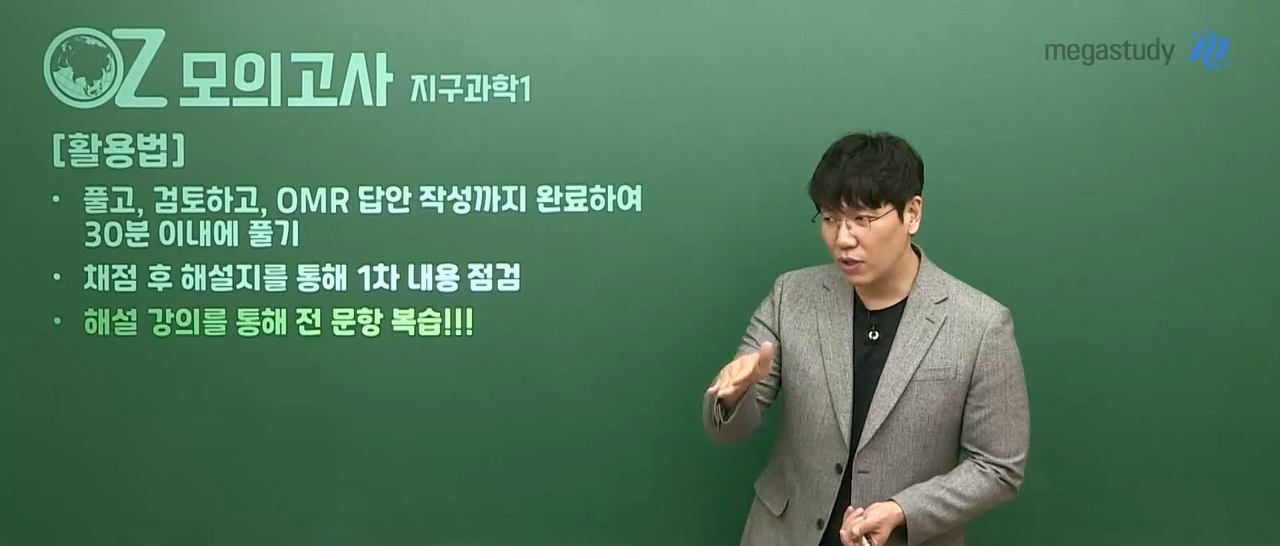 OZ 모의고사 지구과학1
megastudy
[활용법]
• 풀고, 검토하고, OMR 답안 작성까지 완료하여
30분 이내에 풀기
• 채점 후 해설지를 통해 1차 내용 점검
• 해설 강의를 통해 전 문항 복습!!!